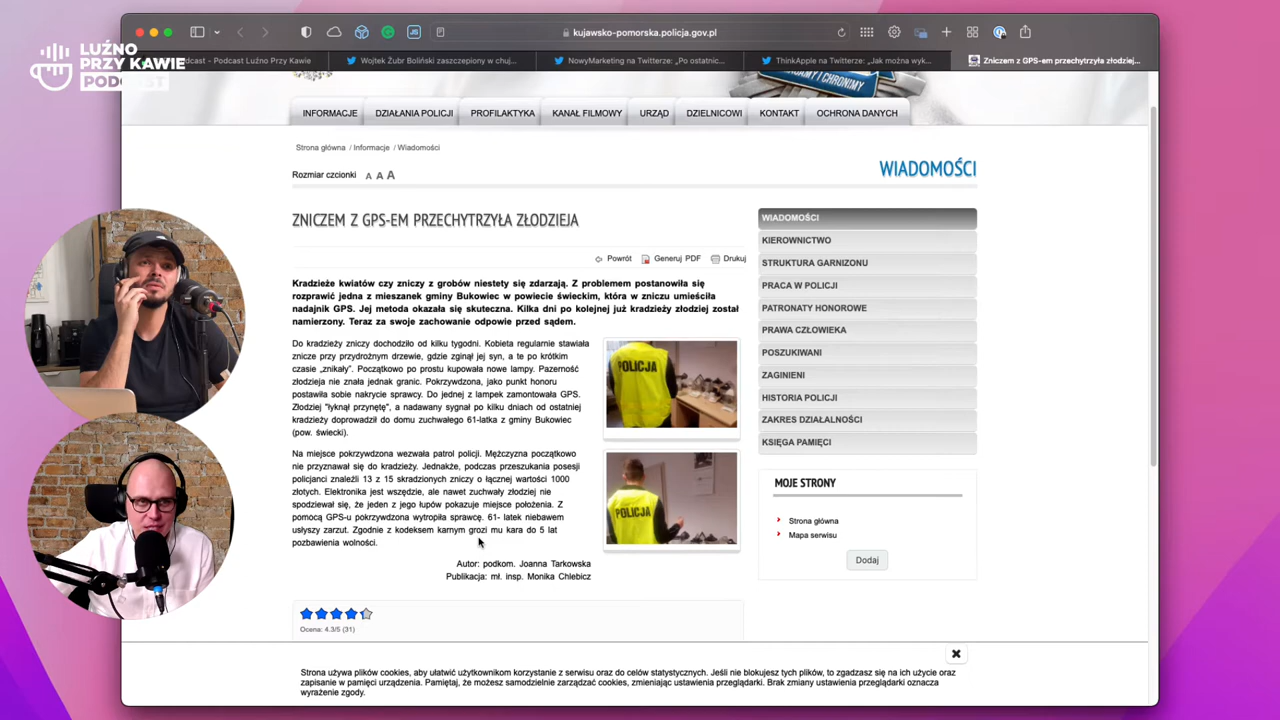 LUŹNO
PRZY KAWIE
PODCAST
kujawsko-pomorska.policja.gov.pl
dcast - Podcast Luźno Przy Kawie
Wojtek Żubr Boliński zaszczepiony w chuj...
NowyMarketing na Twitterze: „Po ostatnic...
ThinkApple na Twitterze: „Jak można wyk...
Zniczem z GPS-em przechytrzyła złodziej...
INFORMACJE
DZIAŁANIA POLICJI
PROFILAKTYKA
KANAŁ FILMOWY
URZĄD
DZIELNICOWI
KONTAKT
OCHRONA DANYCH
Strona główna / Informacje / Wiadomości
WIADOMOŚCI
Rozmiar czcionki A A A
ZNICZEM Z GPS-EM PRZECHYTRZYŁA ZŁODZIEJA
Powrót
Generuj PDF
Drukuj
Kradzieże kwiatów czy zniczy z grobów niestety się zdarzają. Z problemem postanowiła się
rozprawić jedna z mieszanek gminy Bukowiec w powiecie świeckim, która w zniczu umieściła
nadajnik GPS. Jej metoda okazała się skuteczna. Kilka dni po kolejnej już kradzieży złodziej został
namierzony. Teraz za swoje zachowanie odpowie przed sądem.
Do kradzieży zniczy dochodziło od kilku tygodni. Kobieta regularnie stawiała
znicze przy przydrożnym drzewie, gdzie zginął jej syn, a te po krótkim
czasie „znikały". Początkowo po prostu kupowała nowe lampy. Pazerność
złodzieja nie znała jednak granic. Pokrzywdzona, jako punkt honoru
postawiła sobie nakrycie sprawcy. Do jednej z lampek zamontowała GPS.
Złodziej "łyknął przynętę", a nadawany sygnał po kilku dniach od ostatniej
kradzieży doprowadził do domu zuchwałego 61-latka z gminy Bukowiec
(pow. świecki).
Na miejsce pokrzywdzona wezwała patrol policji. Mężczyzna początkowo
nie przyznawał się do kradzieży. Jednakże, podczas przeszukania posesji
policjanci znaleźli 13 z 15 skradzionych zniczy o łącznej wartości 1000
złotych. Elektronika jest wszędzie, ale nawet zuchwały złodziej nie
spodziewał się, że jeden z jego łupów pokazuje miejsce położenia. Z
pomocą GPS-u pokrzywdzona wytropiła sprawcę. 61- latek niebawem
usłyszy zarzut. Zgodnie z kodeksem karnym grozi mu kara do 5 lat
pozbawienia wolności.
Autor: podkom. Joanna Tarkowska
Publikacja: mł. insp. Monika Chlebicz
POLICJA
POLICJA
Ocena: 4.3/5 (31)
WIADOMOŚCI
KIEROWNICTWO
STRUKTURA GARNIZONU
PRACA W POLICJI
PATRONATY HONOROWE
PRAWA CZŁOWIEKA
POSZUKIWANI
ZAGINIENI
HISTORIA POLICJI
ZAKRES DZIAŁALNOŚCI
KSIĘGA PAMIĘCI
MOJE STRONY
Strona główna
Mapa serwisu
Dodaj
Strona używa plików cookies, aby ułatwić użytkownikom korzystanie z serwisu oraz do celów statystycznych. Jeśli nie blokujesz tych plików, to zgadzasz się na ich użycie oraz
zapisanie w pamięci urządzenia. Pamiętaj, że możesz samodzielnie zarządzać cookies, zmieniając ustawienia przeglądarki. Brak zmiany ustawienia przeglądarki oznacza
wyrażenie zgody.